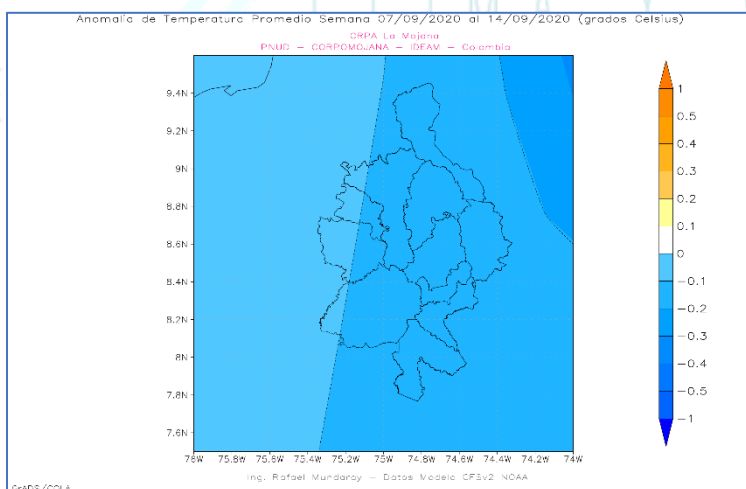 Anomalía de Temperatura Promedio Semana 07/09/2020 al 14/09/2020 (grados Celsius)
CRPA La Mojana
PNUD – CORPOMOJANA – IDEAM – Colombia
9.4N
9.2N
9N
8.8N
8.6N
8.4N
8.2N
8N
7.8N
7.6N
76W 75.8W 75.6W 75.4W 75.2W 75W 74.8W 74.6W 74.4W 74.2W 74W
1
0.5
0.4
0.3
0.2
0.1
0
−0.1
−0.2
−0.3
−0.4
−0.5
−1
Ing. Rafael Mundaray – Datos Modelo CFSv2 NOAA
GrADS/COLA